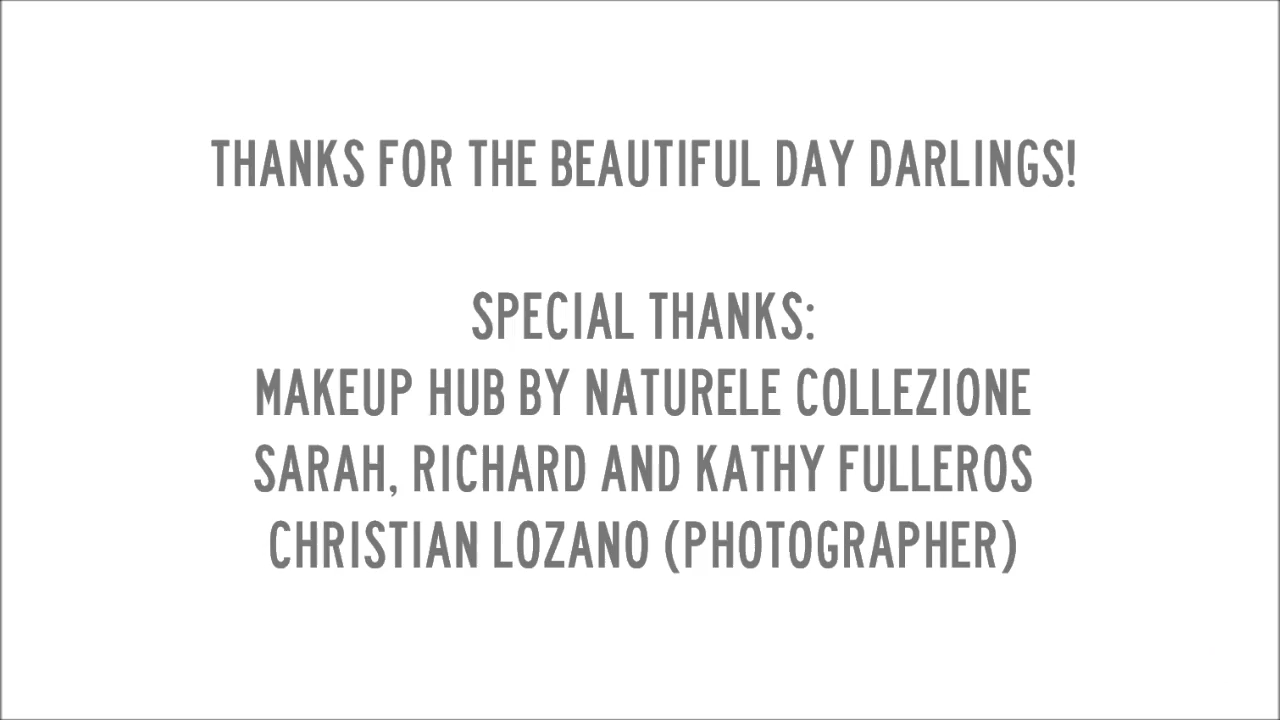 THANKS FOR THE BEAUTIFUL DAY DARLINGS!
SPECIAL THANKS:
MAKEUP HUB BY NATURELE COLLEZIONE
SARAH, RICHARD AND KATHY FULLEROS
CHRISTIAN LOZANO (PHOTOGRAPHER)